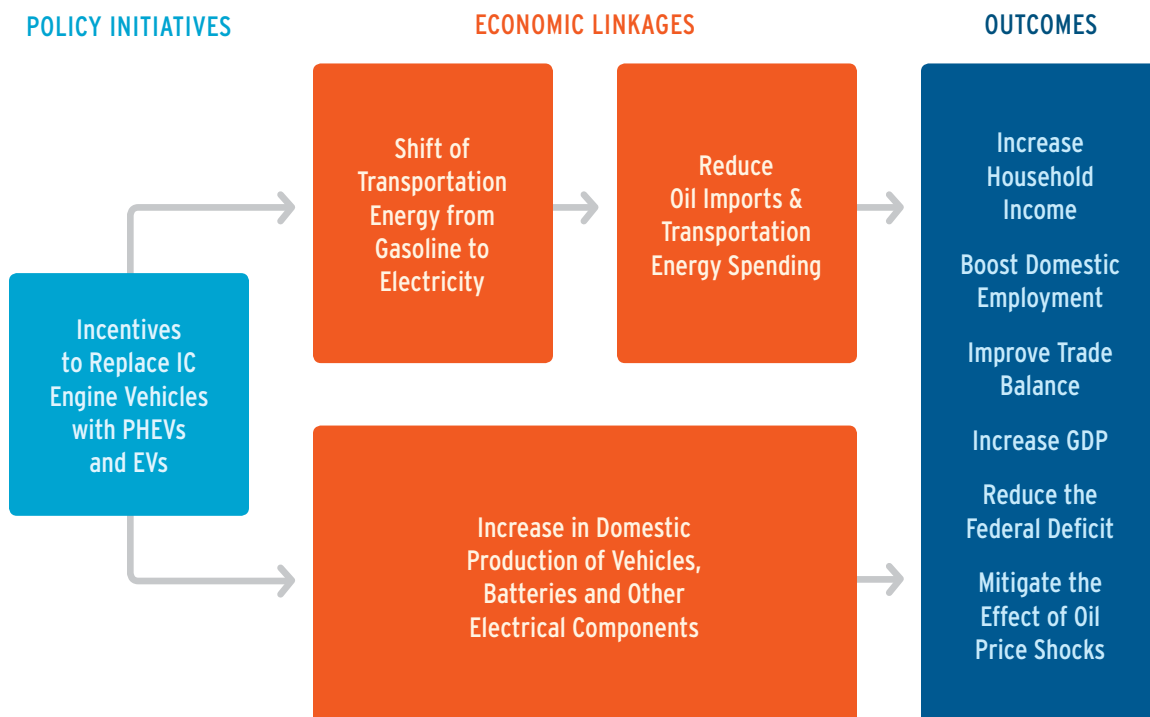 POLICY INITIATIVES
ECONOMIC LINKAGES
OUTCOMES
Incentives
to Replace IC
Engine Vehicles
with PHEVs
and EVs
Shift of
Transportation
Energy from
Gasoline to
Electricity
Reduce
Oil Imports &
Transportation
Energy Spending
Increase in Domestic
Production of Vehicles,
Batteries and Other
Electrical Components
Increase
Household
Income
Boost Domestic
Employment
Improve Trade
Balance
Increase GDP
Reduce the
Federal Deficit
Mitigate the
Effect of Oil
Price Shocks